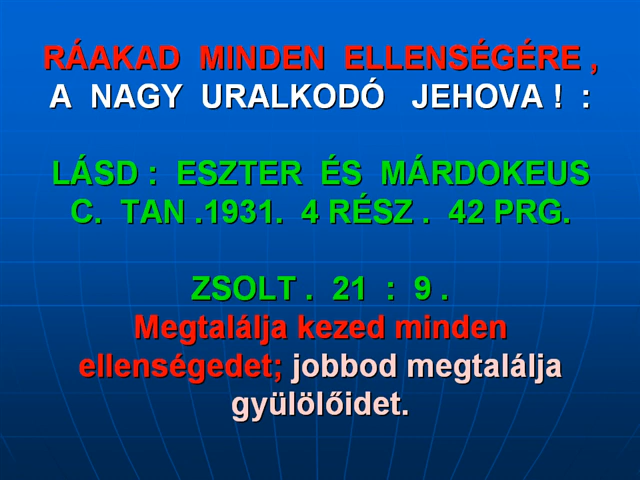 RÁAKAD MINDEN ELLENSÉGÉRE ,
A NAGY URALKODÓ JEHOVA ! :
LÁSD : ESZTER ÉS MÁRDOKEUS
C. TAN .1931. 4 RÉSZ . 42 PRG.
ZSOLT . 21 : 9 .
Megtalálja kezed minden
ellenségedet; jobbod megtalálja
gyülölőidet.